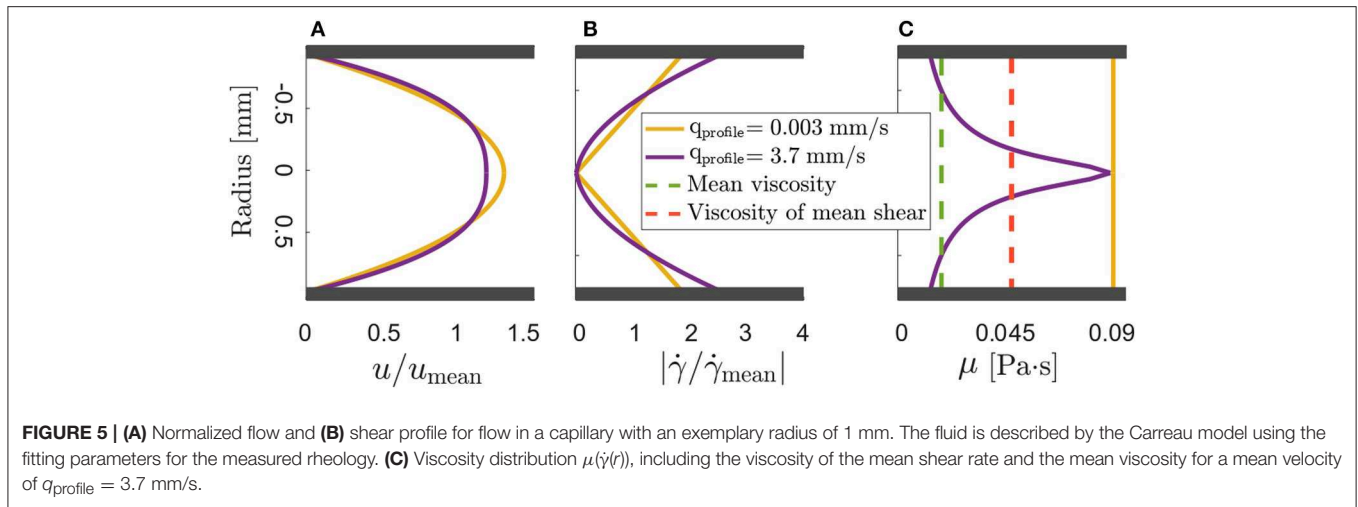 A
B
C
Radius [mm]
-0.5
0
0.5
q_profile = 0.003 mm/s
q_profile = 3.7 mm/s
Mean viscosity
Viscosity of mean shear
0 0.5 1 1.5
0 1 2 3 4
0 0.045 0.09
u/u_mean
|γ̇/γ̇_mean|
μ [Pa·s]
FIGURE 5 | (A) Normalized flow and (B) shear profile for flow in a capillary with an exemplary radius of 1 mm. The fluid is described by the Carreau model using the
fitting parameters for the measured rheology. (C) Viscosity distribution μ(γ̇(r)), including the viscosity of the mean shear rate and the mean viscosity for a mean velocity
of q_profile = 3.7 mm/s.